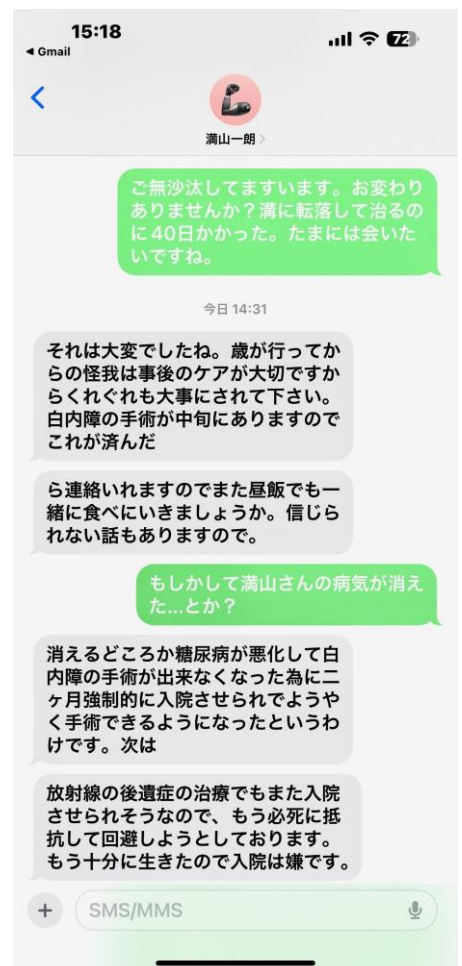 15:18
72
◀ Gmail
満山一朗
ご無沙汰してますいます。お変わり
ありませんか？溝に転落して治るの
に40日かかった。たまには会いた
いですね。
今日 14:31
それは大変でしたね。歳が行ってか
らの怪我は事後のケアが大切ですか
らくれぐれも大事にされて下さい。
白内障の手術が中旬にありますので
これが済んだ
ら連絡いれますのでまた昼飯でも一
緒に食べにいきましょうか。信じら
れない話もありますので。
もしかして満山さんの病気が消え
た...とか？
消えるどころか糖尿病が悪化して白
内障の手術が出来なくなった為に二
ヶ月強制的に入院させられでようや
く手術できるようになったというわ
けです。次は
放射線の後遺症の治療でもまた入院
させられそうなので、もう必死に抵
抗して回避しようとしております。
もう十分に生きたので入院は嫌です。
SMS/MMS